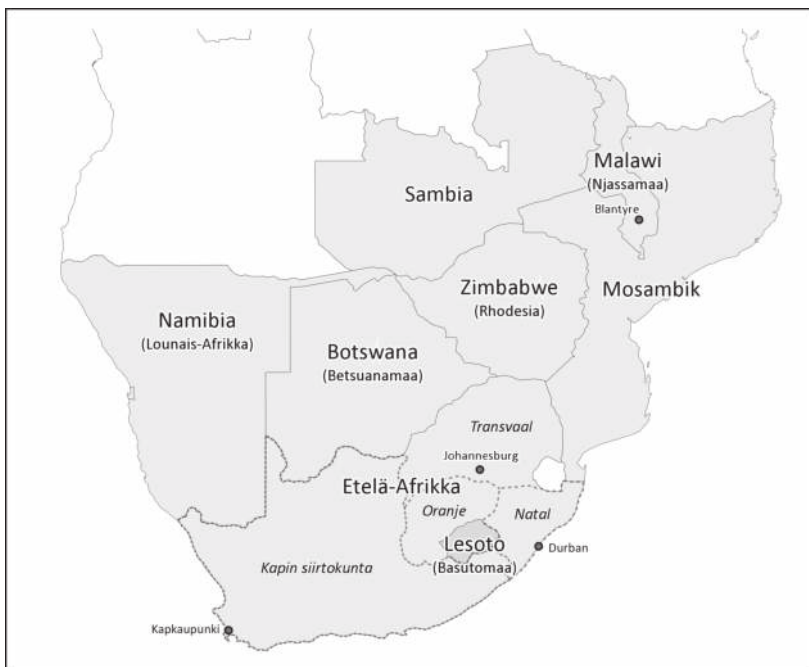 Malawi
(Njassamaa)
Blantyre
Sambia
Zimbabwe
(Rhodesia)
Mosambik
Namibia
(Lounais-Afrikka)
Botswana
(Betsuanamaa)
Transvaal
Johannesburg
Etelä-Afrikka
Oranje
Natal
Lesoto
(Basutomaa)
Durban
Kapin siirtokunta
Kapkaupunki